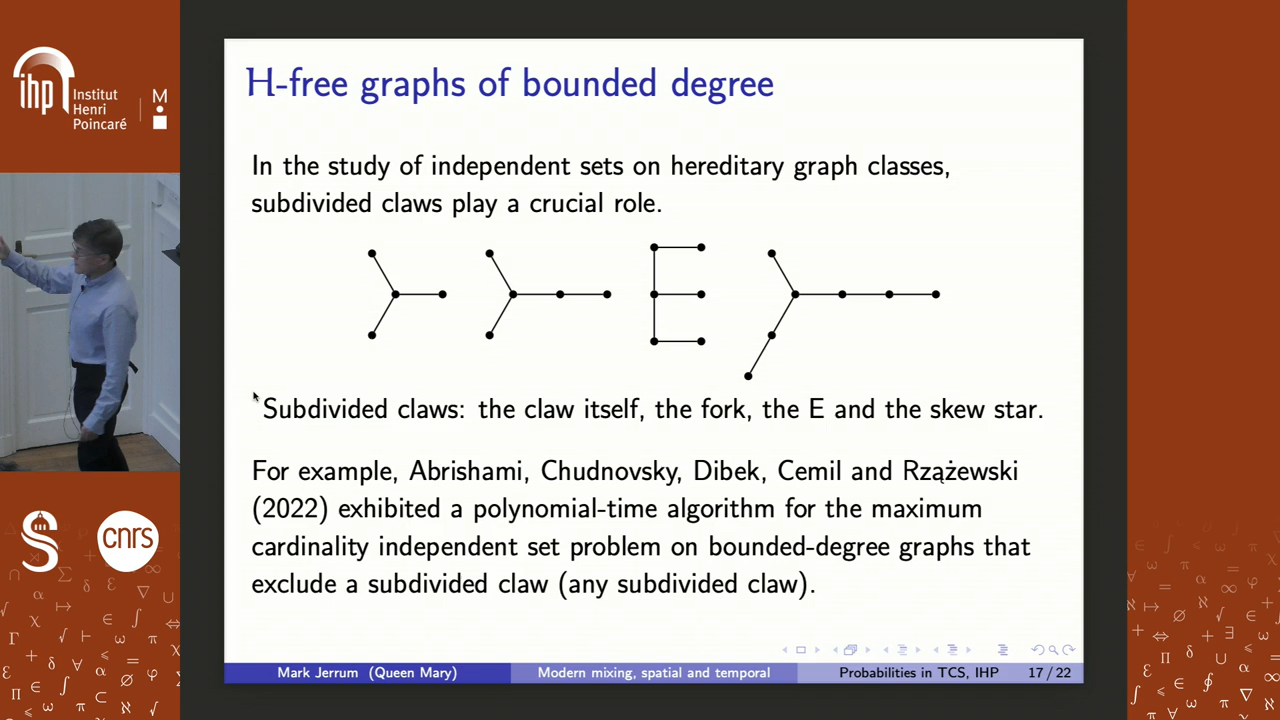 ihp
Institut
Henri
Poincaré
M
H-free graphs of bounded degree
In the study of independent sets on hereditary graph classes,
subdivided claws play a crucial role.
Subdivided claws: the claw itself, the fork, the E and the skew star.
For example, Abrishami, Chudnovsky, Dibek, Cemil and Rzążewski
(2022) exhibited a polynomial-time algorithm for the maximum
cardinality independent set problem on bounded-degree graphs that
exclude a subdivided claw (any subdivided claw).
S
cnrs
Mark Jerrum (Queen Mary)
Modern mixing, spatial and temporal
Probabilities in TCS, IHP
17 / 22